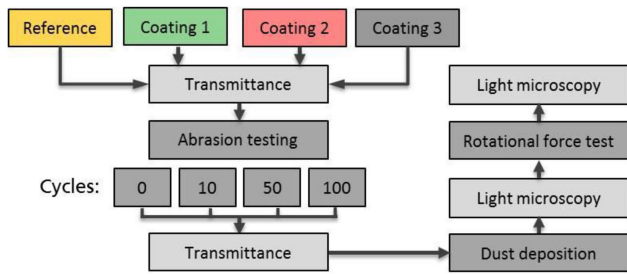 Reference
Coating 1
Coating 2
Coating 3
Transmittance
Abrasion testing
Cycles:
0
10
50
100
Transmittance
Light microscopy
Rotational force test
Light microscopy
Dust deposition